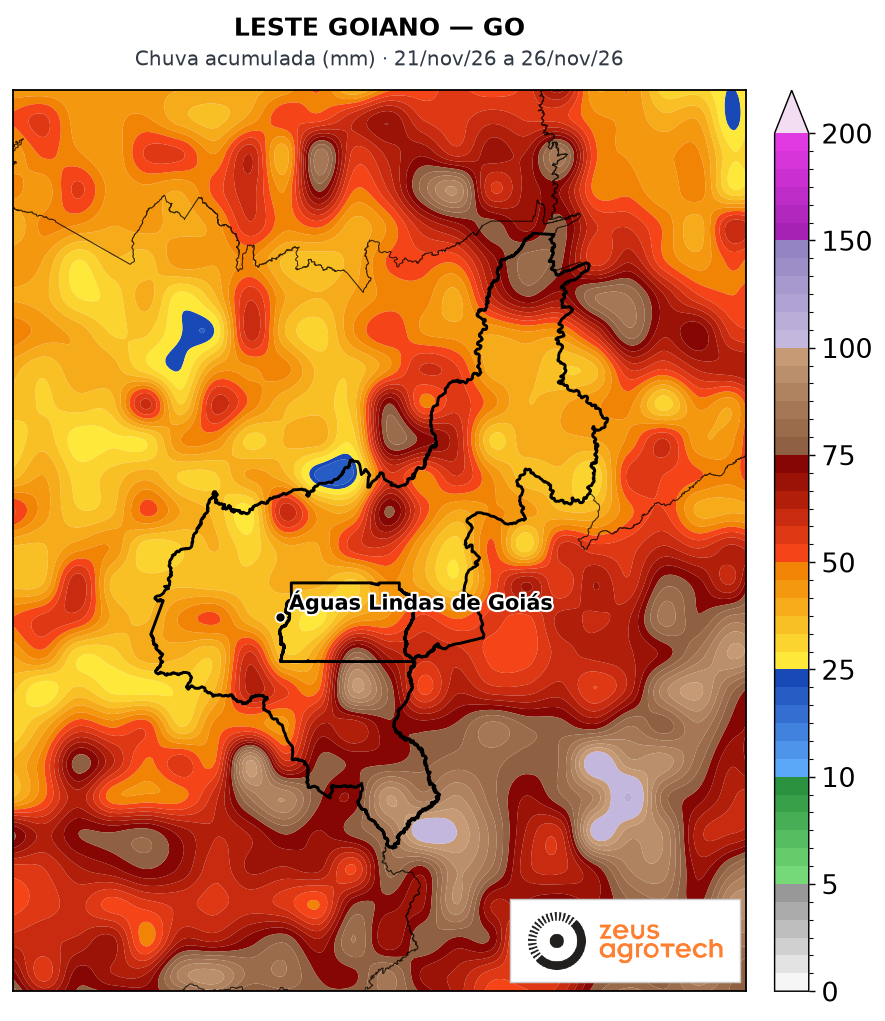 LESTE GOIANO — GO
Chuva acumulada (mm) · 21/nov/26 a 26/nov/26
200
150
100
75
50
25
10
5
0
Águas Lindas de Goiás
zeus
agrotech